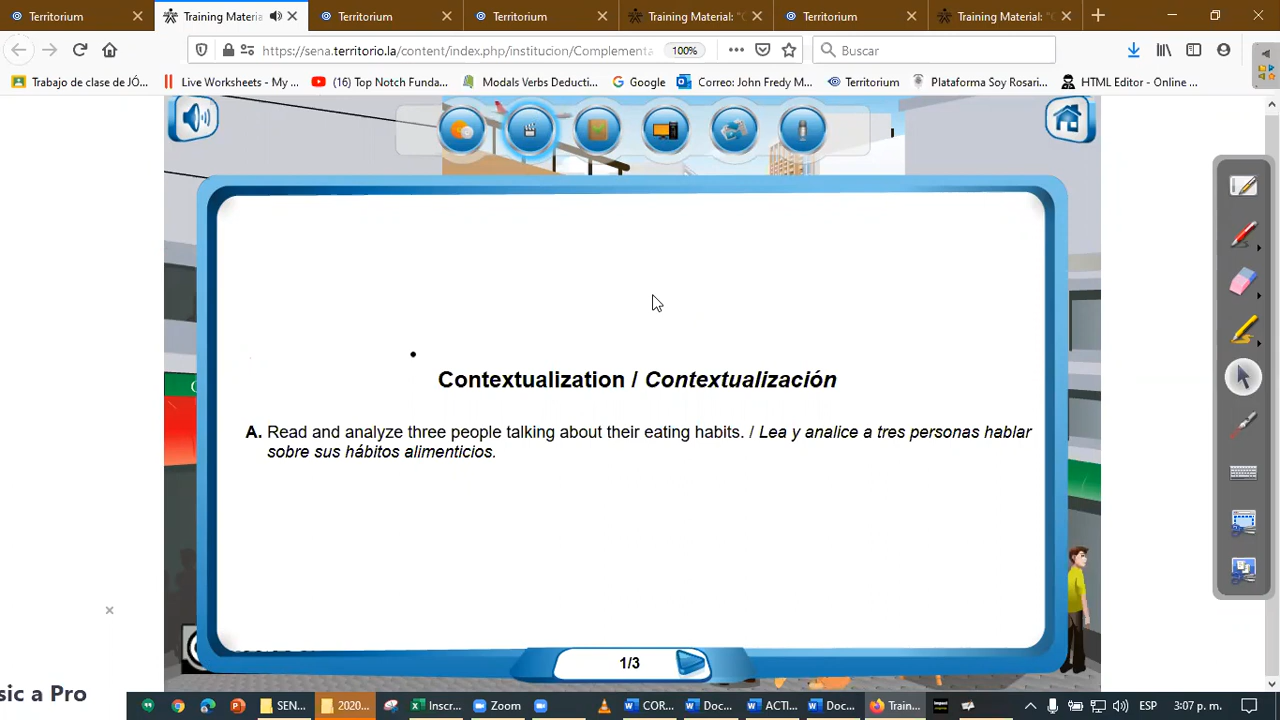 Territorium
Training Materia
Territorium
Territorium
Training Material: "C
Territorium
Training Material: "C
https://sena.territorio.la/content/index.php/institucion/Complementa
100%
Buscar
Trabajo de clase de JÓ...
Live Worksheets - My ...
(16) Top Notch Funda...
Modals Verbs Deducti...
Google
Correo: John Fredy M...
Territorium
Plataforma Soy Rosari...
HTML Editor - Online ...
Contextualization / Contextualización
A. Read and analyze three people talking about their eating habits. / Lea y analice a tres personas hablar
sobre sus hábitos alimenticios.
1/3
sic a Pro
SEN...
2020...
Inscr...
Zoom
COR...
Doc...
ACTI...
Doc...
Train...
ESP
3:07 p. m.